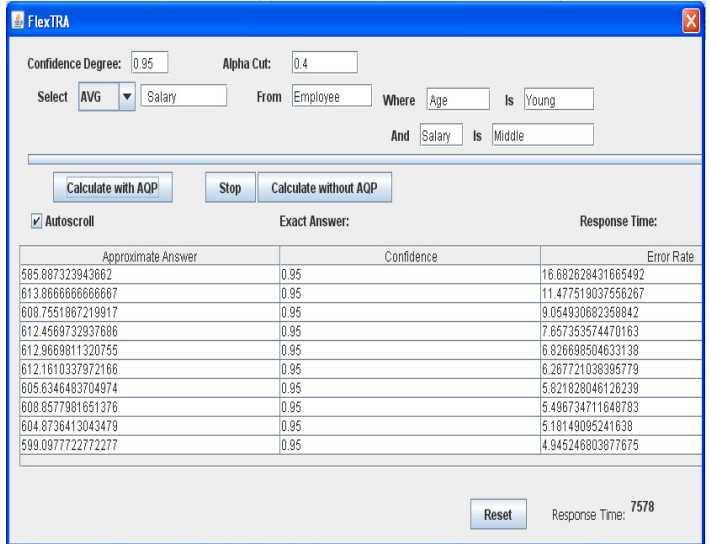 FlexTRA
Confidence Degree: 0.95 Alpha Cut: 0.4
Select AVG Salary From Employee Where Age Is Young
And Salary Is Middle
Calculate with AQP Stop Calculate without AQP
Autoscroll Exact Answer: Response Time:
Approximate Answer Confidence Error Rate
585.887323943662 0.95 16.682628431665492
613.8666666666667 0.95 11.477519037556267
608.7551867219917 0.95 9.054930682358842
612.4569732937686 0.95 7.657353574470163
612.9669811320755 0.95 6.826698504633138
612.1610337972166 0.95 6.267721038395779
605.6346483704974 0.95 5.821828046126239
608.8577981651376 0.95 5.496734711648783
604.8736413043479 0.95 5.18149095241638
599.0977722772277 0.95 4.945246803877675
Reset Response Time: 7578